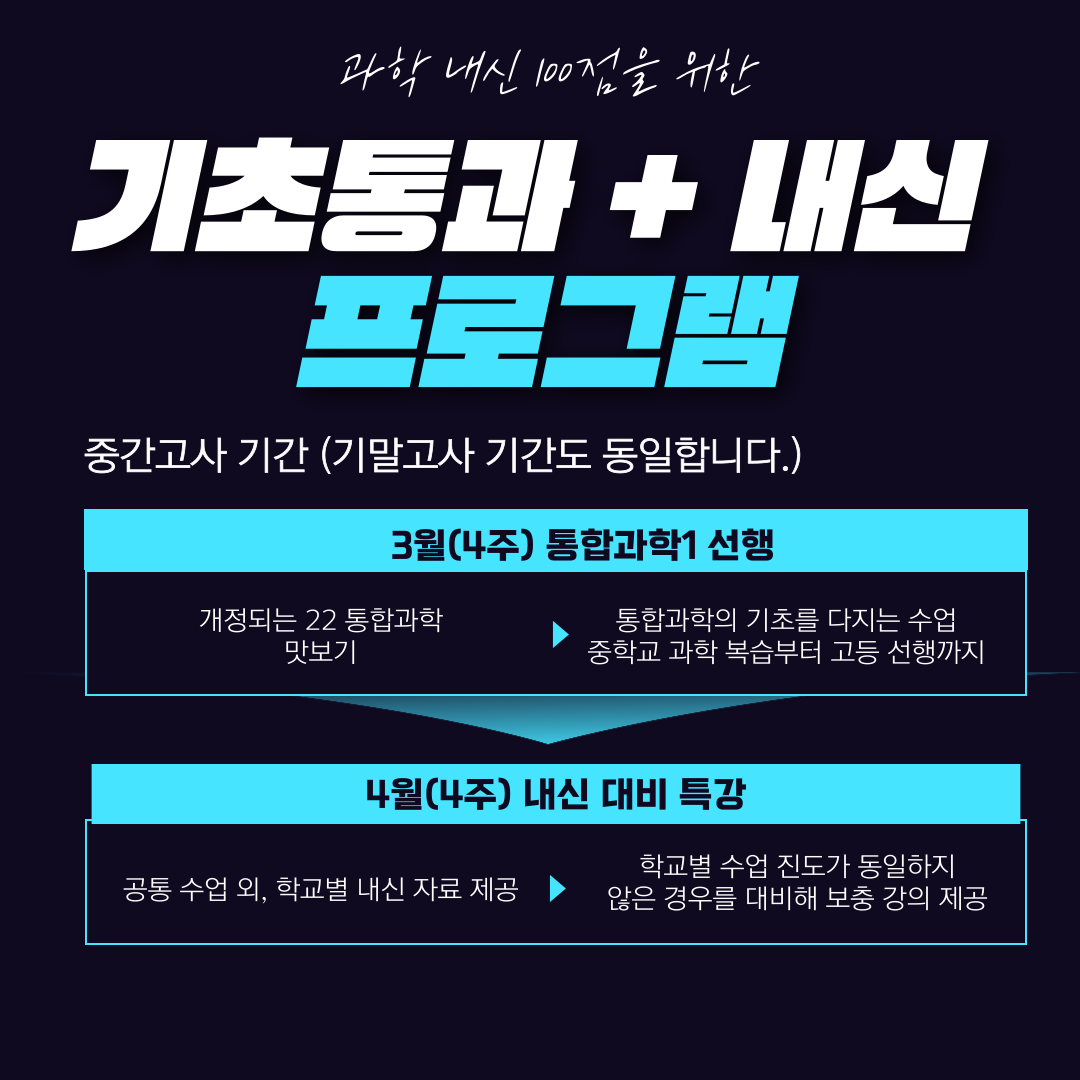 과학 내신 100점을 위한
기초통과 + 내신
프로그램
중간고사 기간 (기말고사 기간도 동일합니다.)
3월(4주) 통합과학1 선행
개정되는 22 통합과학
맛보기
통합과학의 기초를 다지는 수업
중학교 과학 복습부터 고등 선행까지
4월(4주) 내신 대비 특강
공통 수업 외, 학교별 내신 자료 제공
학교별 수업 진도가 동일하지
않은 경우를 대비해 보충 강의 제공